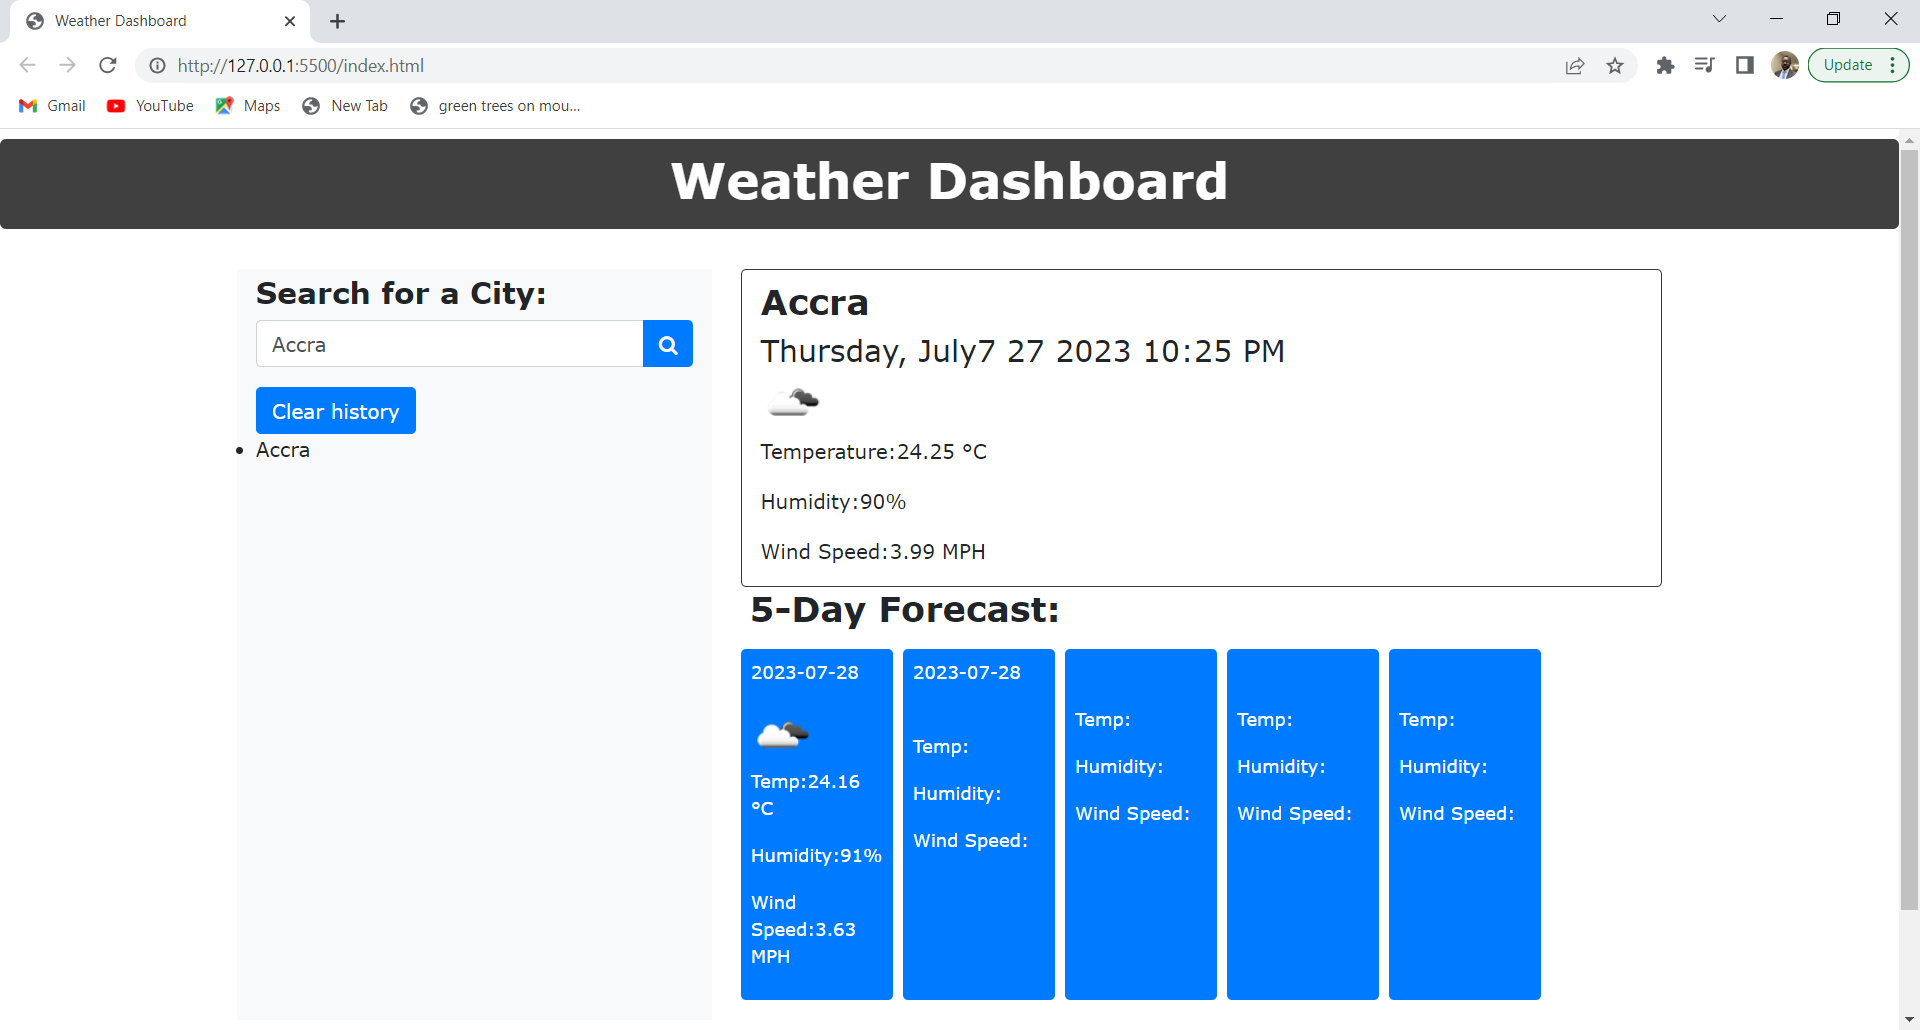 Weather Dashboard
http://127.0.0.1:5500/index.html
Update
Gmail
YouTube
Maps
New Tab
green trees on mou...
Weather Dashboard
Search for a City:
Accra
Clear history
Accra
Accra
Thursday, July7 27 2023 10:25 PM
Temperature:24.25 °C
Humidity:90%
Wind Speed:3.99 MPH
5-Day Forecast:
2023-07-28
Temp:24.16
°C
Humidity:91%
Wind
Speed:3.63
MPH
2023-07-28
Temp:
Humidity:
Wind Speed:
Temp:
Humidity:
Wind Speed:
Temp:
Humidity:
Wind Speed:
Temp:
Humidity:
Wind Speed: